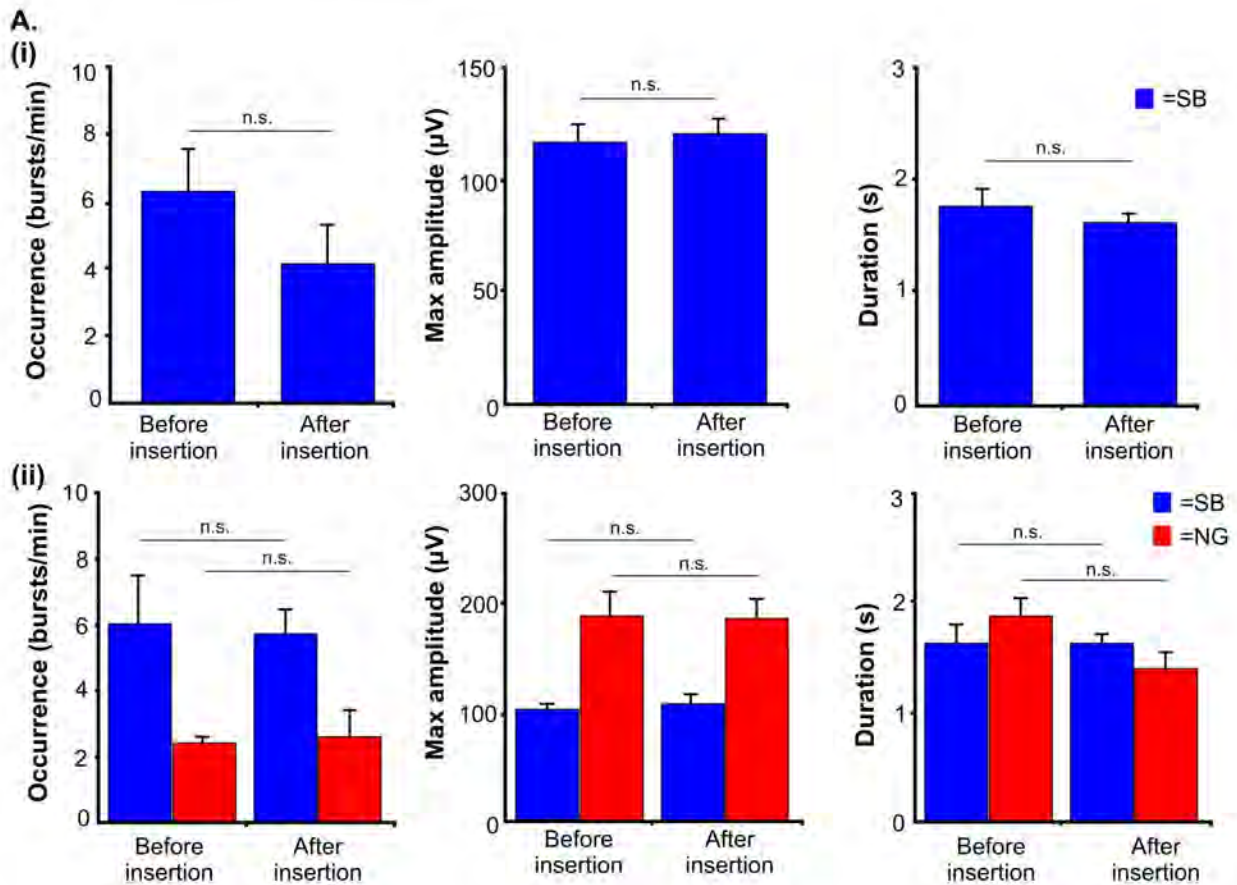 A.
(i)
Occurrence (bursts/min)
10
8
6
4
2
0
n.s.
Before
insertion
After
insertion
Max amplitude (µV)
150
100
50
0
n.s.
Before
insertion
After
insertion
Duration (s)
3
2
1
0
n.s.
=SB
Before
insertion
After
insertion
(ii)
Occurrence (bursts/min)
10
8
6
4
2
0
n.s.
n.s.
Before
insertion
After
insertion
Max amplitude (µV)
300
200
100
0
n.s.
n.s.
Before
insertion
After
insertion
Duration (s)
3
2
1
0
n.s.
n.s.
=SB
=NG
Before
insertion
After
insertion